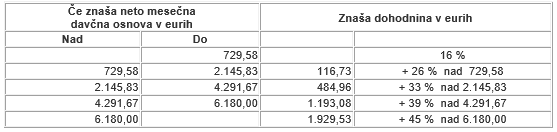 Če znaša neto mesečna
davčna osnova v eurih
Znaša dohodnina v eurih
Nad Do
729,58 16 %
729,58 2.145,83 116,73 + 26 % nad 729,58
2.145,83 4.291,67 484,96 + 33 % nad 2.145,83
4.291,67 6.180,00 1.193,08 + 39 % nad 4.291,67
6.180,00 1.929,53 + 45 % nad 6.180,00